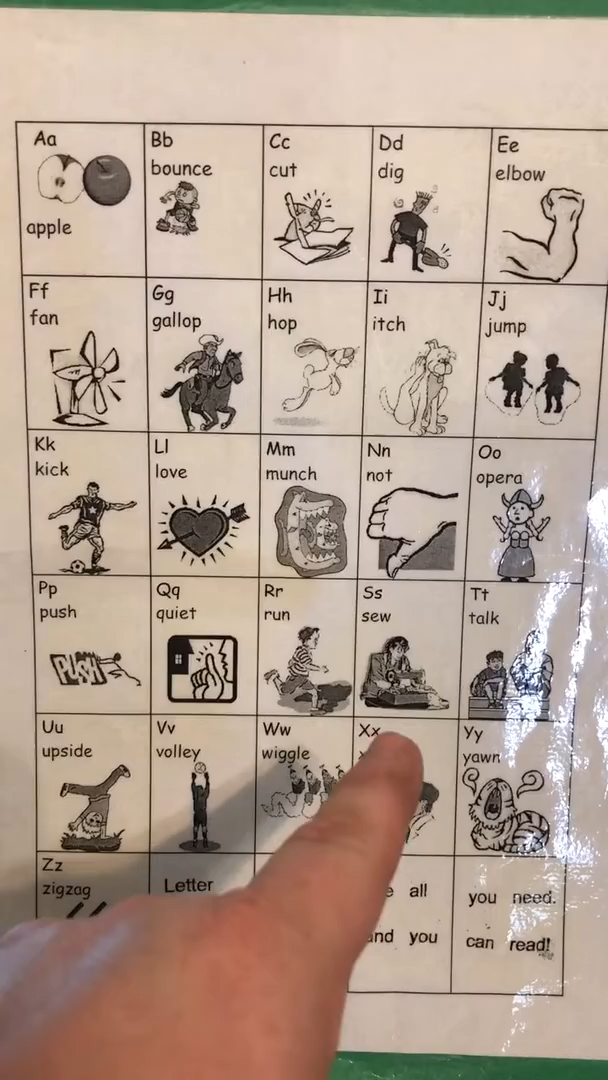 Aa
apple
Bb
bounce
Cc
cut
Dd
dig
Ee
elbow
Ff
fan
Gg
gallop
Hh
hop
Ii
itch
Jj
jump
Kk
kick
Ll
love
Mm
munch
Nn
not
Oo
opera
Pp
push
PUSH
Qq
quiet
Rr
run
Ss
sew
Tt
talk
Uu
upside
Vv
volley
Ww
wiggle
Xx
Yy
yawn
Zz
zigzag
Letter
all
you need.
and you
can read!